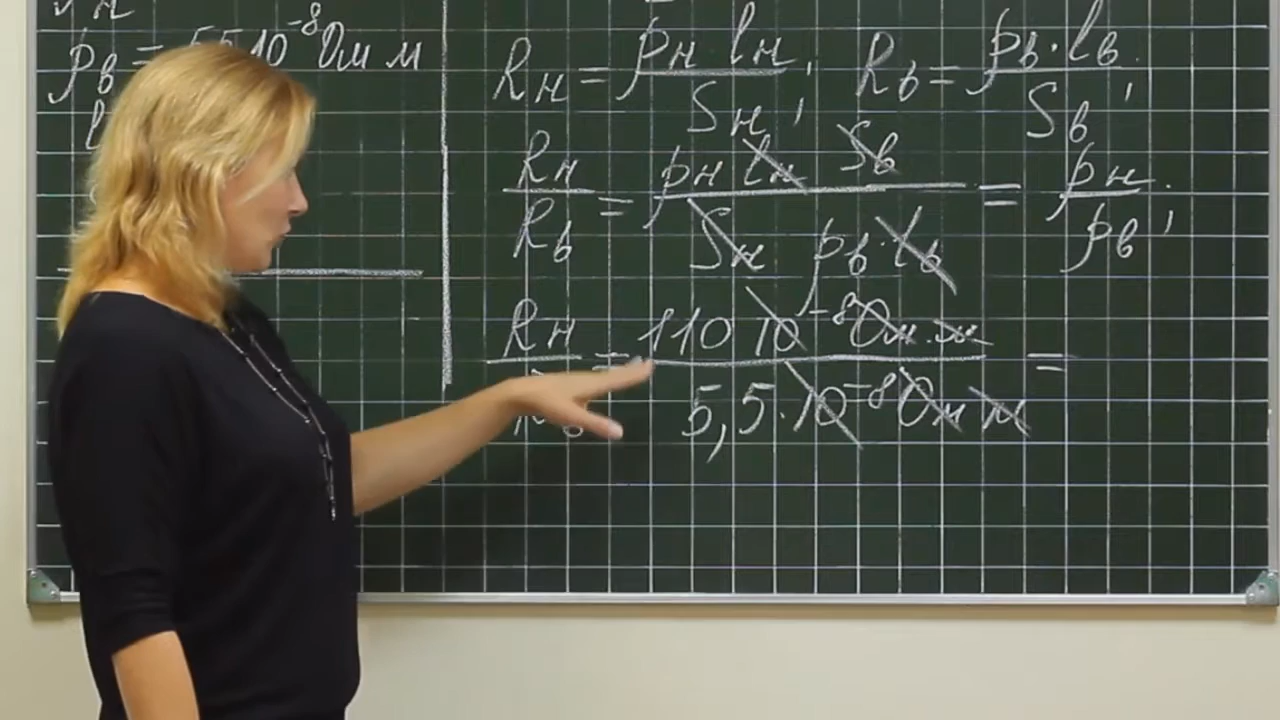 ρв = 5,5 10⁻⁸ Ом м
Rн = ρн lн / Sн , Rв = ρв · lв / Sв ,
Rн / Rв = ρн lн Sв / Sн ρв · lв = ρн / ρв ,
Rн / Rв = 110 10⁻⁸ Ом · м / 5,5 · 10⁻⁸ Ом м =